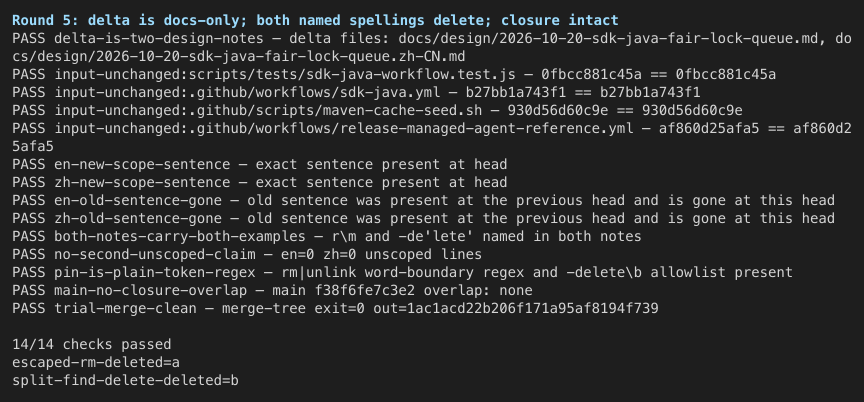 Round 5: delta is docs-only; both named spellings delete; closure intact
PASS delta-is-two-design-notes — delta files: docs/design/2026-10-20-sdk-java-fair-lock-queue.md, do
cs/design/2026-10-20-sdk-java-fair-lock-queue.zh-CN.md
PASS input-unchanged:scripts/tests/sdk-java-workflow.test.js — 0fbcc881c45a == 0fbcc881c45a
PASS input-unchanged:.github/workflows/sdk-java.yml — b27bb1a743f1 == b27bb1a743f1
PASS input-unchanged:.github/scripts/maven-cache-seed.sh — 930d56d60c9e == 930d56d60c9e
PASS input-unchanged:.github/workflows/release-managed-agent-reference.yml — af860d25afa5 == af860d2
5afa5
PASS en-new-scope-sentence — exact sentence present at head
PASS zh-new-scope-sentence — exact sentence present at head
PASS en-old-sentence-gone — old sentence was present at the previous head and is gone at this head
PASS zh-old-sentence-gone — old sentence was present at the previous head and is gone at this head
PASS both-notes-carry-both-examples — r\m and -de'lete' named in both notes
PASS no-second-unscoped-claim — en=0 zh=0 unscoped lines
PASS pin-is-plain-token-regex — rm|unlink word-boundary regex and -delete\b allowlist present
PASS main-no-closure-overlap — main f38f6fe7c3e2 overlap: none
PASS trial-merge-clean — merge-tree exit=0 out=1ac1acd22b206f171a95af8194f739

14/14 checks passed
escaped-rm-deleted=a
split-find-delete-deleted=b